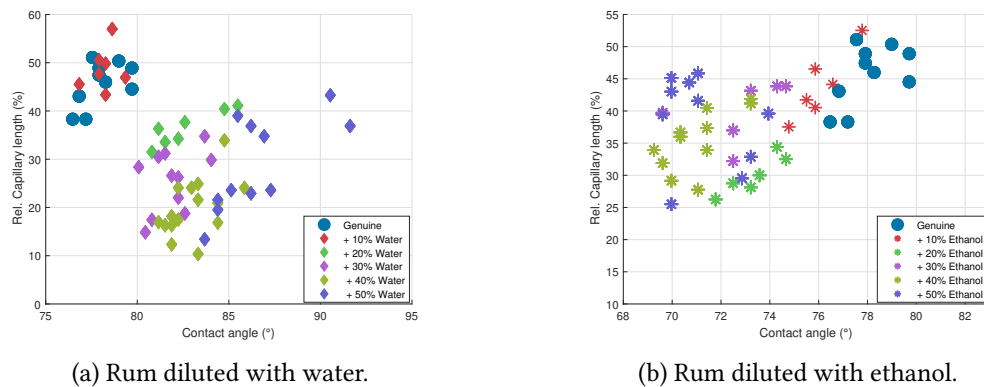 60
50
40
30
20
10
0
Rel. Capillary length (%)
75
80
85
90
95
Contact angle (°)
Genuine
+ 10% Water
+ 20% Water
+ 30% Water
+ 40% Water
+ 50% Water
(a) Rum diluted with water.
55
50
45
40
35
30
25
20
15
10
Rel. Capillary length (%)
68
70
72
74
76
78
80
82
Contact angle (°)
Genuine
+ 10% Ethanol
+ 20% Ethanol
+ 30% Ethanol
+ 40% Ethanol
+ 50% Ethanol
(b) Rum diluted with ethanol.